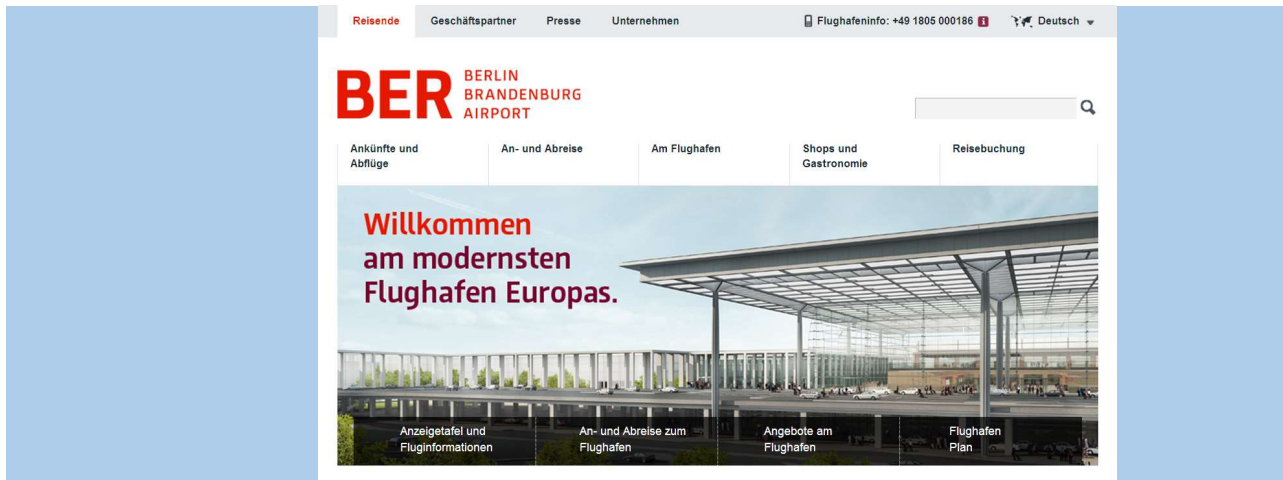 Reisende Geschäftspartner Presse Unternehmen Flughafeninfo: +49 1805 000186 i Deutsch
BER BERLIN
BRANDENBURG
AIRPORT
Ankünfte und
Abflüge
An- und Abreise
Am Flughafen
Shops und
Gastronomie
Reisebuchung
Willkommen
am modernsten
Flughafen Europas.
Anzeigetafel und
Fluginformationen
An- und Abreise zum
Flughafen
Angebote am
Flughafen
Flughafen
Plan